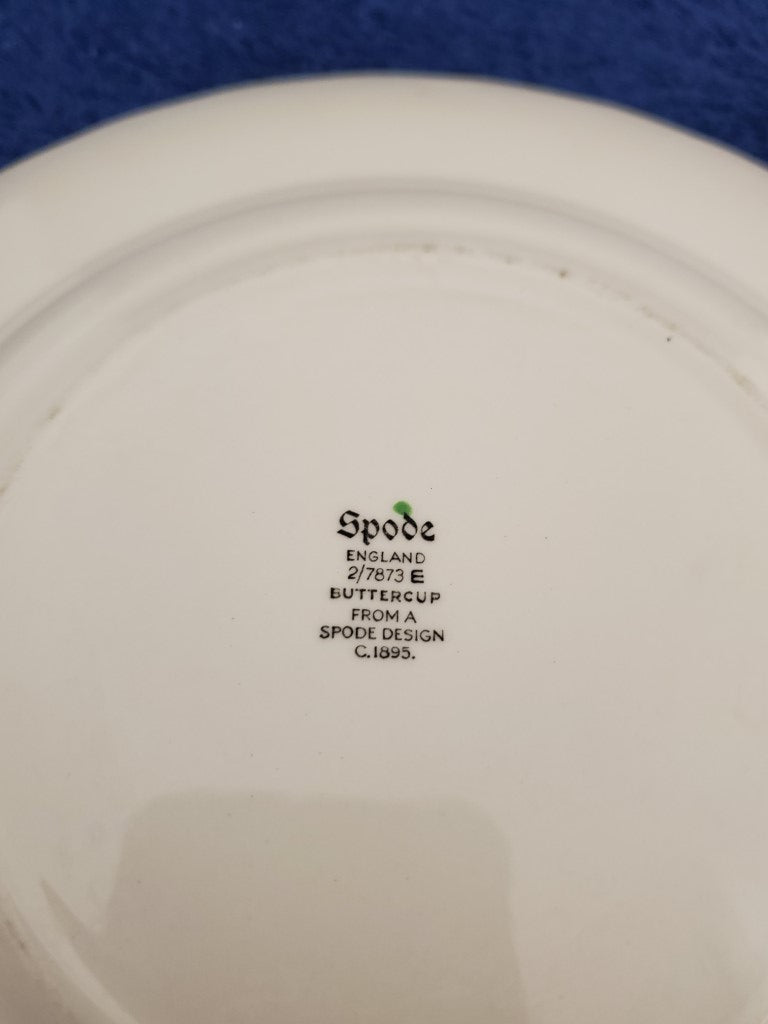 Spode
ENGLAND
2/7873 E
BUTTERCUP
FROM A
SPODE DESIGN
C.1895.